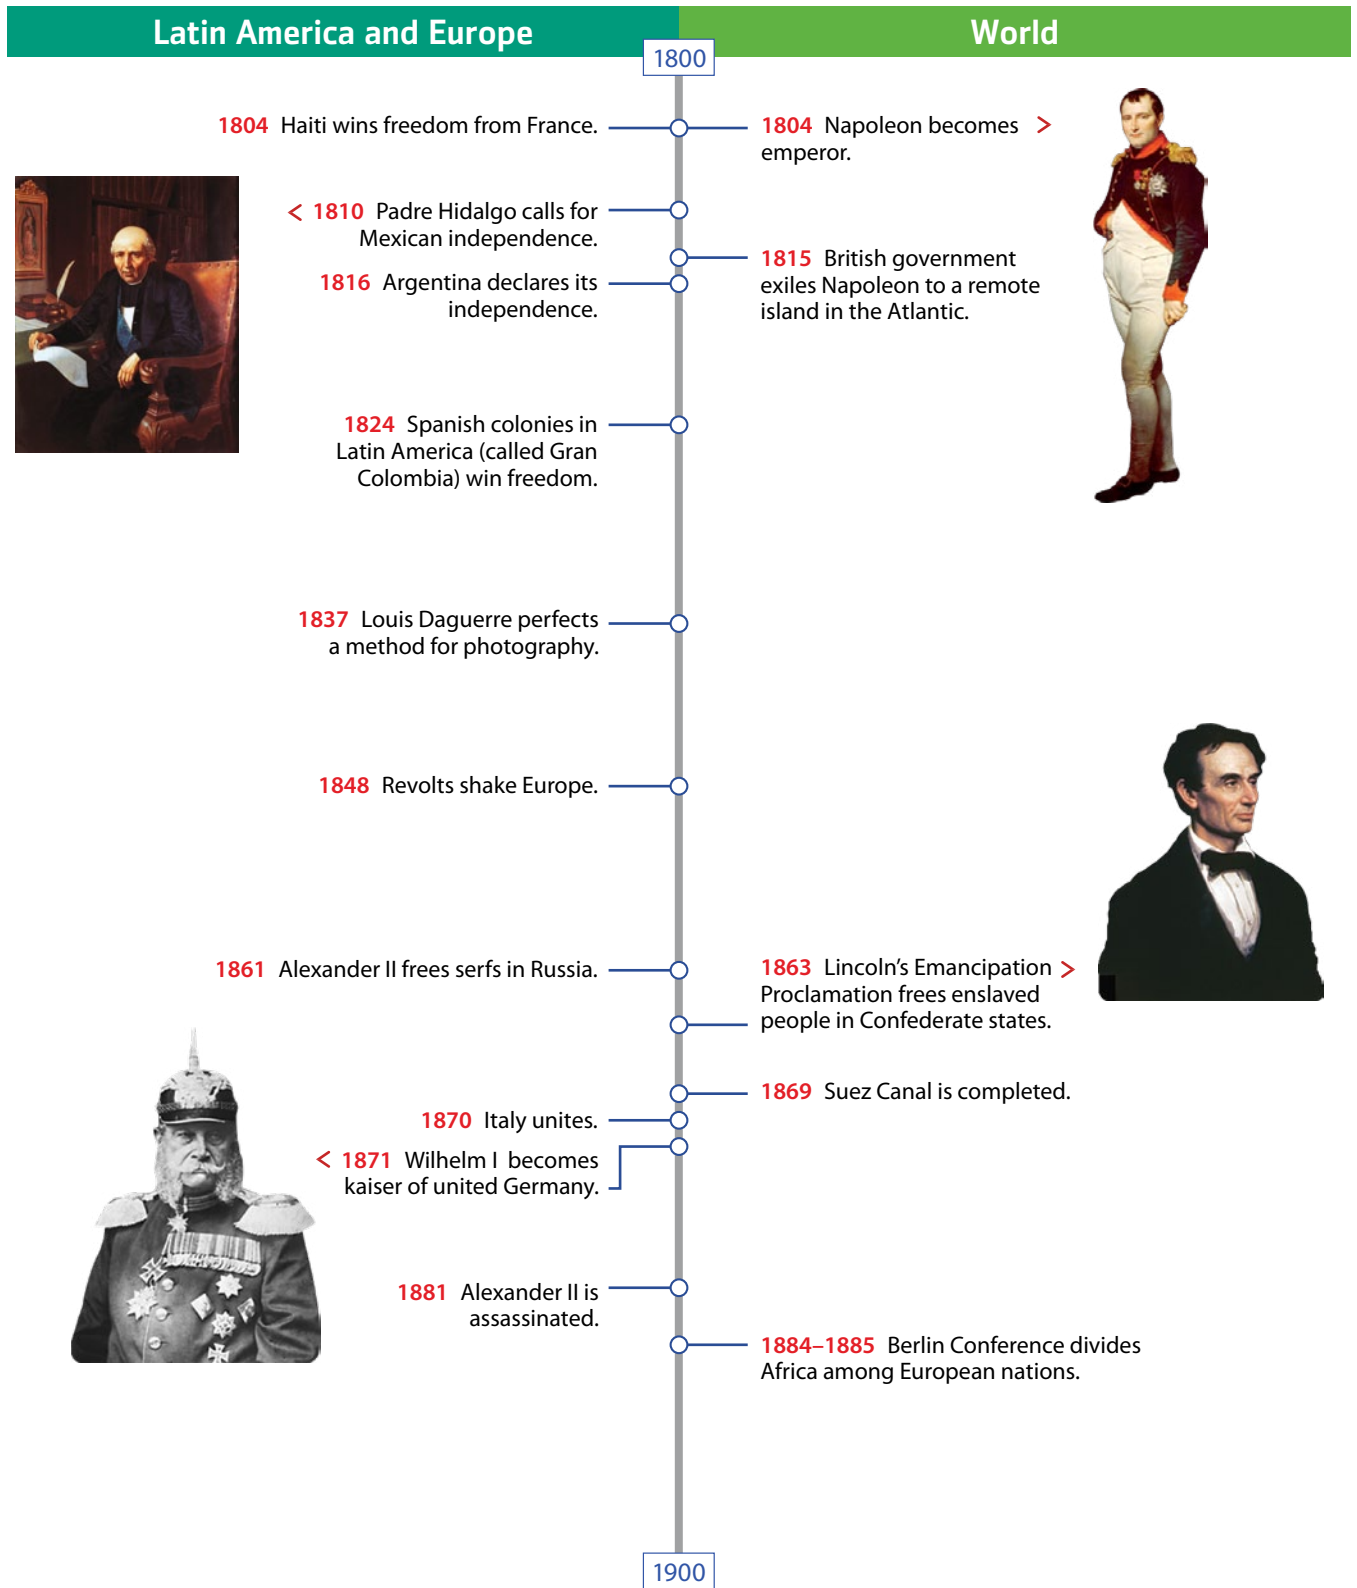 Latin America and Europe
World
1800
1804 Haiti wins freedom from France.
1804 Napoleon becomes >
emperor.
< 1810 Padre Hidalgo calls for
Mexican independence.
1815 British government
exiles Napoleon to a remote
island in the Atlantic.
1816 Argentina declares its
independence.
1824 Spanish colonies in
Latin America (called Gran
Colombia) win freedom.
1837 Louis Daguerre perfects
a method for photography.
1848 Revolts shake Europe.
1861 Alexander II frees serfs in Russia.
1863 Lincoln’s Emancipation >
Proclamation frees enslaved
people in Confederate states.
1869 Suez Canal is completed.
1870 Italy unites.
< 1871 Wilhelm I becomes
kaiser of united Germany.
1881 Alexander II is
assassinated.
1884–1885 Berlin Conference divides
Africa among European nations.
1900